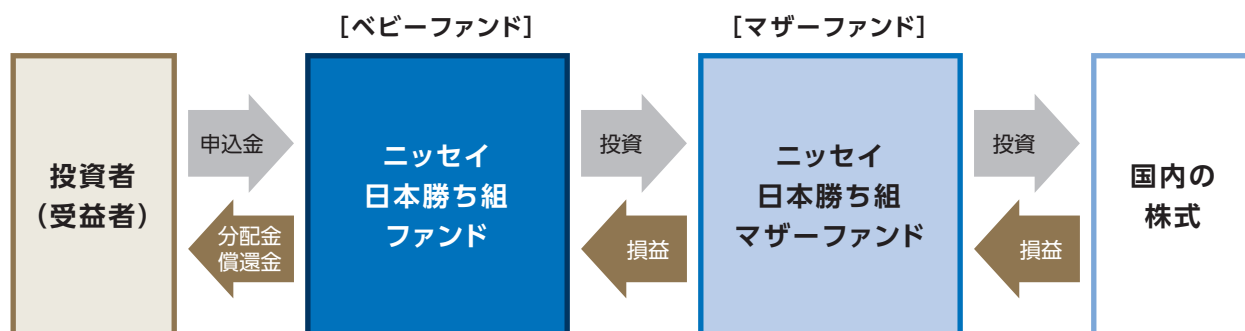 ［ベビーファンド］
［マザーファンド］
投資者
（受益者）
申込金
分配金
償還金
ニッセイ
日本勝ち組
ファンド
投資
損益
ニッセイ
日本勝ち組
マザーファンド
投資
損益
国内の
株式